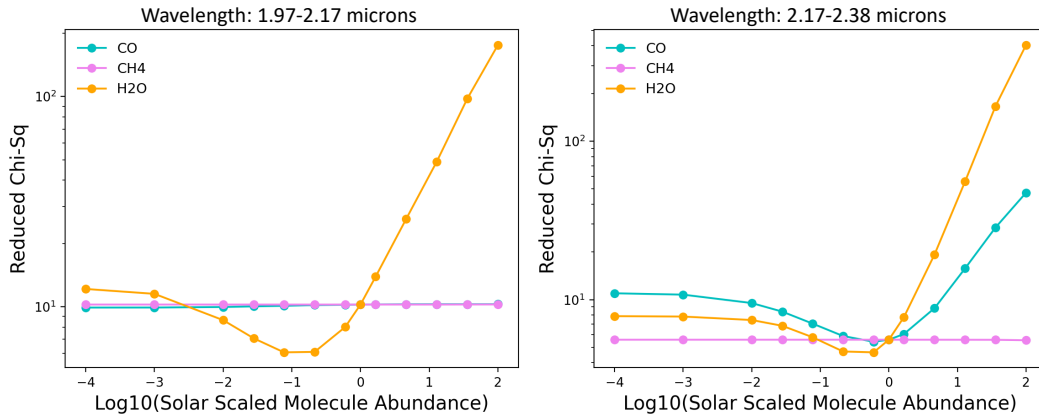 Wavelength: 1.97-2.17 microns
CO
CH4
H2O
10²
10¹
Reduced Chi-Sq
−4 −3 −2 −1 0 1 2
Log10(Solar Scaled Molecule Abundance)
Wavelength: 2.17-2.38 microns
CO
CH4
H2O
10²
10¹
Reduced Chi-Sq
−4 −3 −2 −1 0 1 2
Log10(Solar Scaled Molecule Abundance)